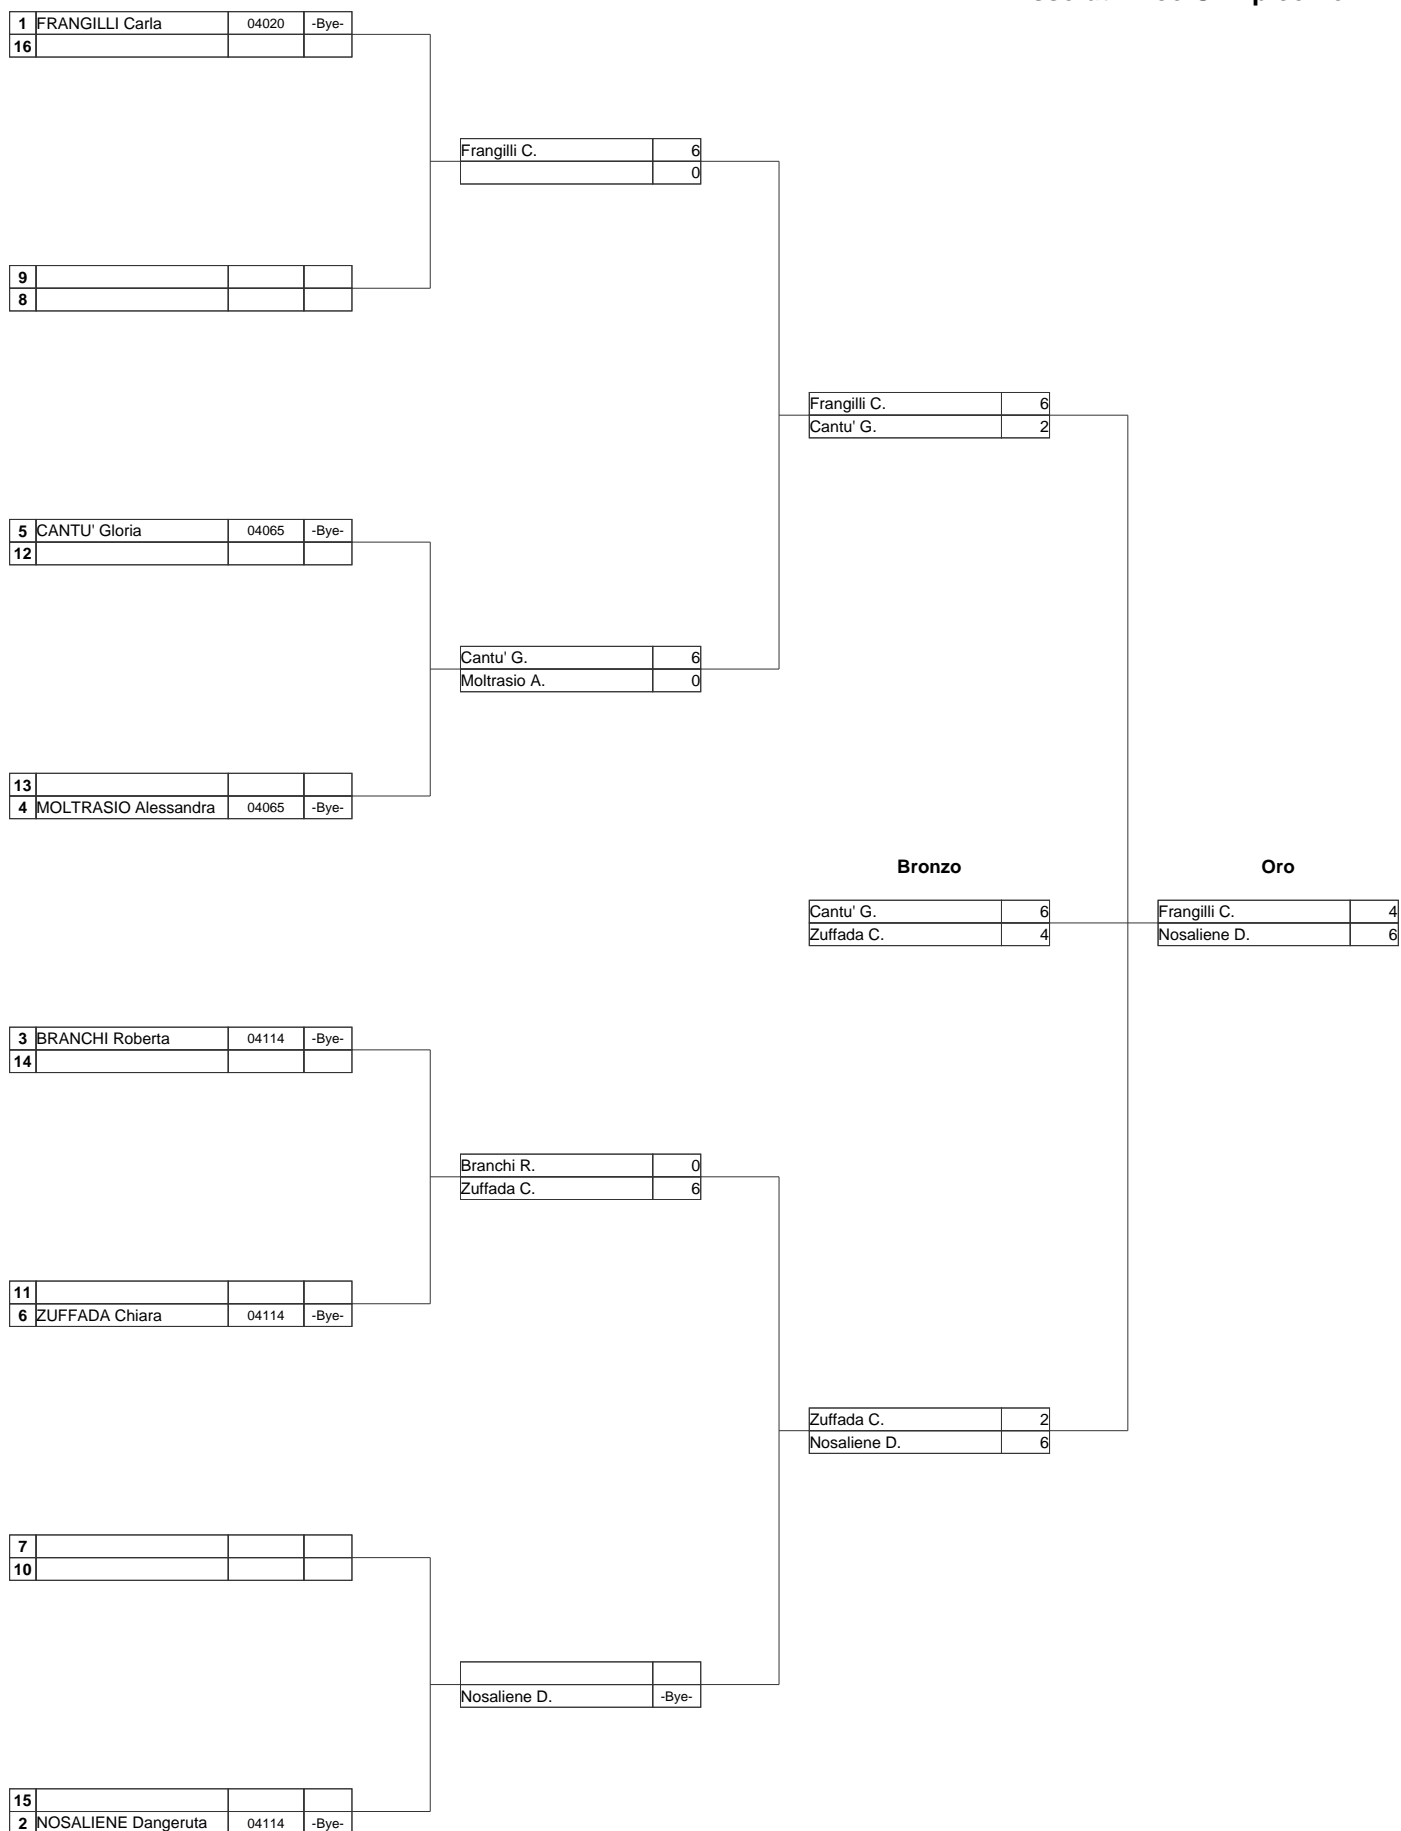 1 FRANGILLI Carla 04020 -Bye-
16
Frangilli C. 6
0
9
8
Frangilli C. 6
Cantu' G. 2
5 CANTU' Gloria 04065 -Bye-
12
Cantu' G. 6
Moltrasio A. 0
13
4 MOLTRASIO Alessandra 04065 -Bye-
Bronzo Oro
Cantu' G. 6 Frangilli C. 4
Zuffada C. 4 Nosaliene D. 6
3 BRANCHI Roberta 04114 -Bye-
14
Branchi R. 0
Zuffada C. 6
11
6 ZUFFADA Chiara 04114 -Bye-
Zuffada C. 2
Nosaliene D. 6
7
10
Nosaliene D. -Bye-
15
2 NOSALIENE Dangeruta 04114 -Bye-